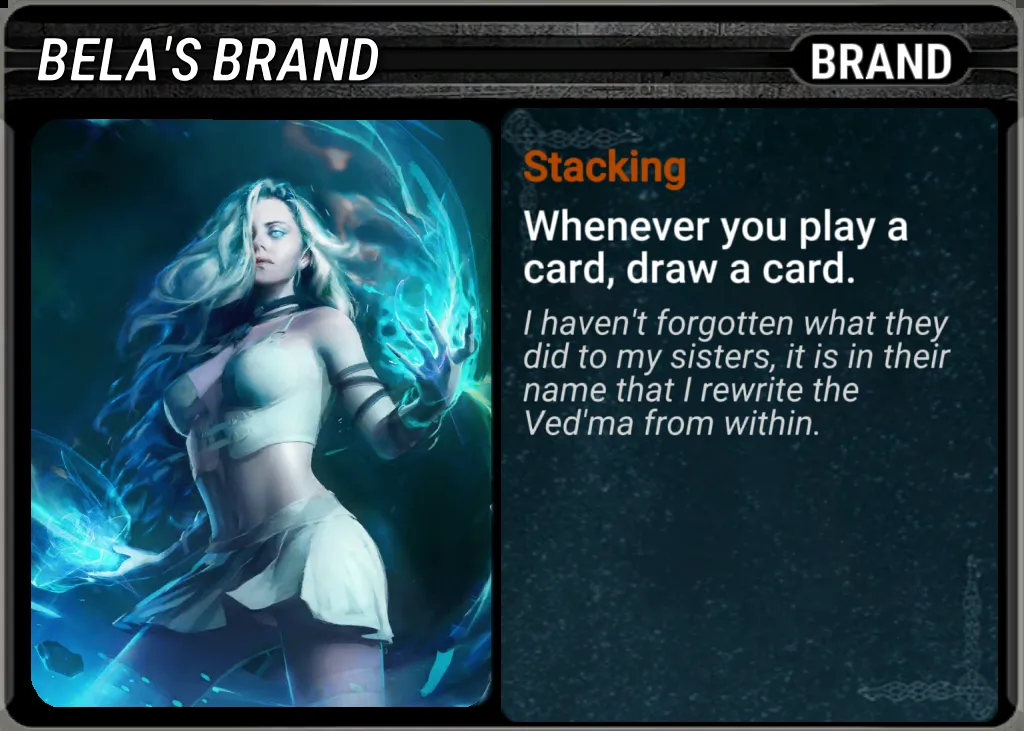 BELA'S BRAND
BRAND
Stacking
Whenever you play a
card, draw a card.
I haven't forgotten what they
did to my sisters, it is in their
name that I rewrite the
Ved'ma from within.